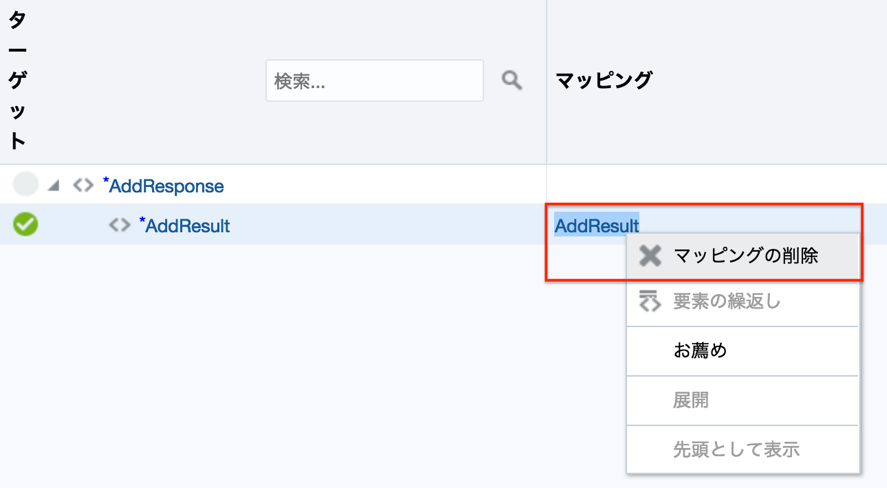 ターゲット
検索...
マッピング
*AddResponse
*AddResult
AddResult
マッピングの削除
要素の繰返し
お薦め
展開
先頭として表示